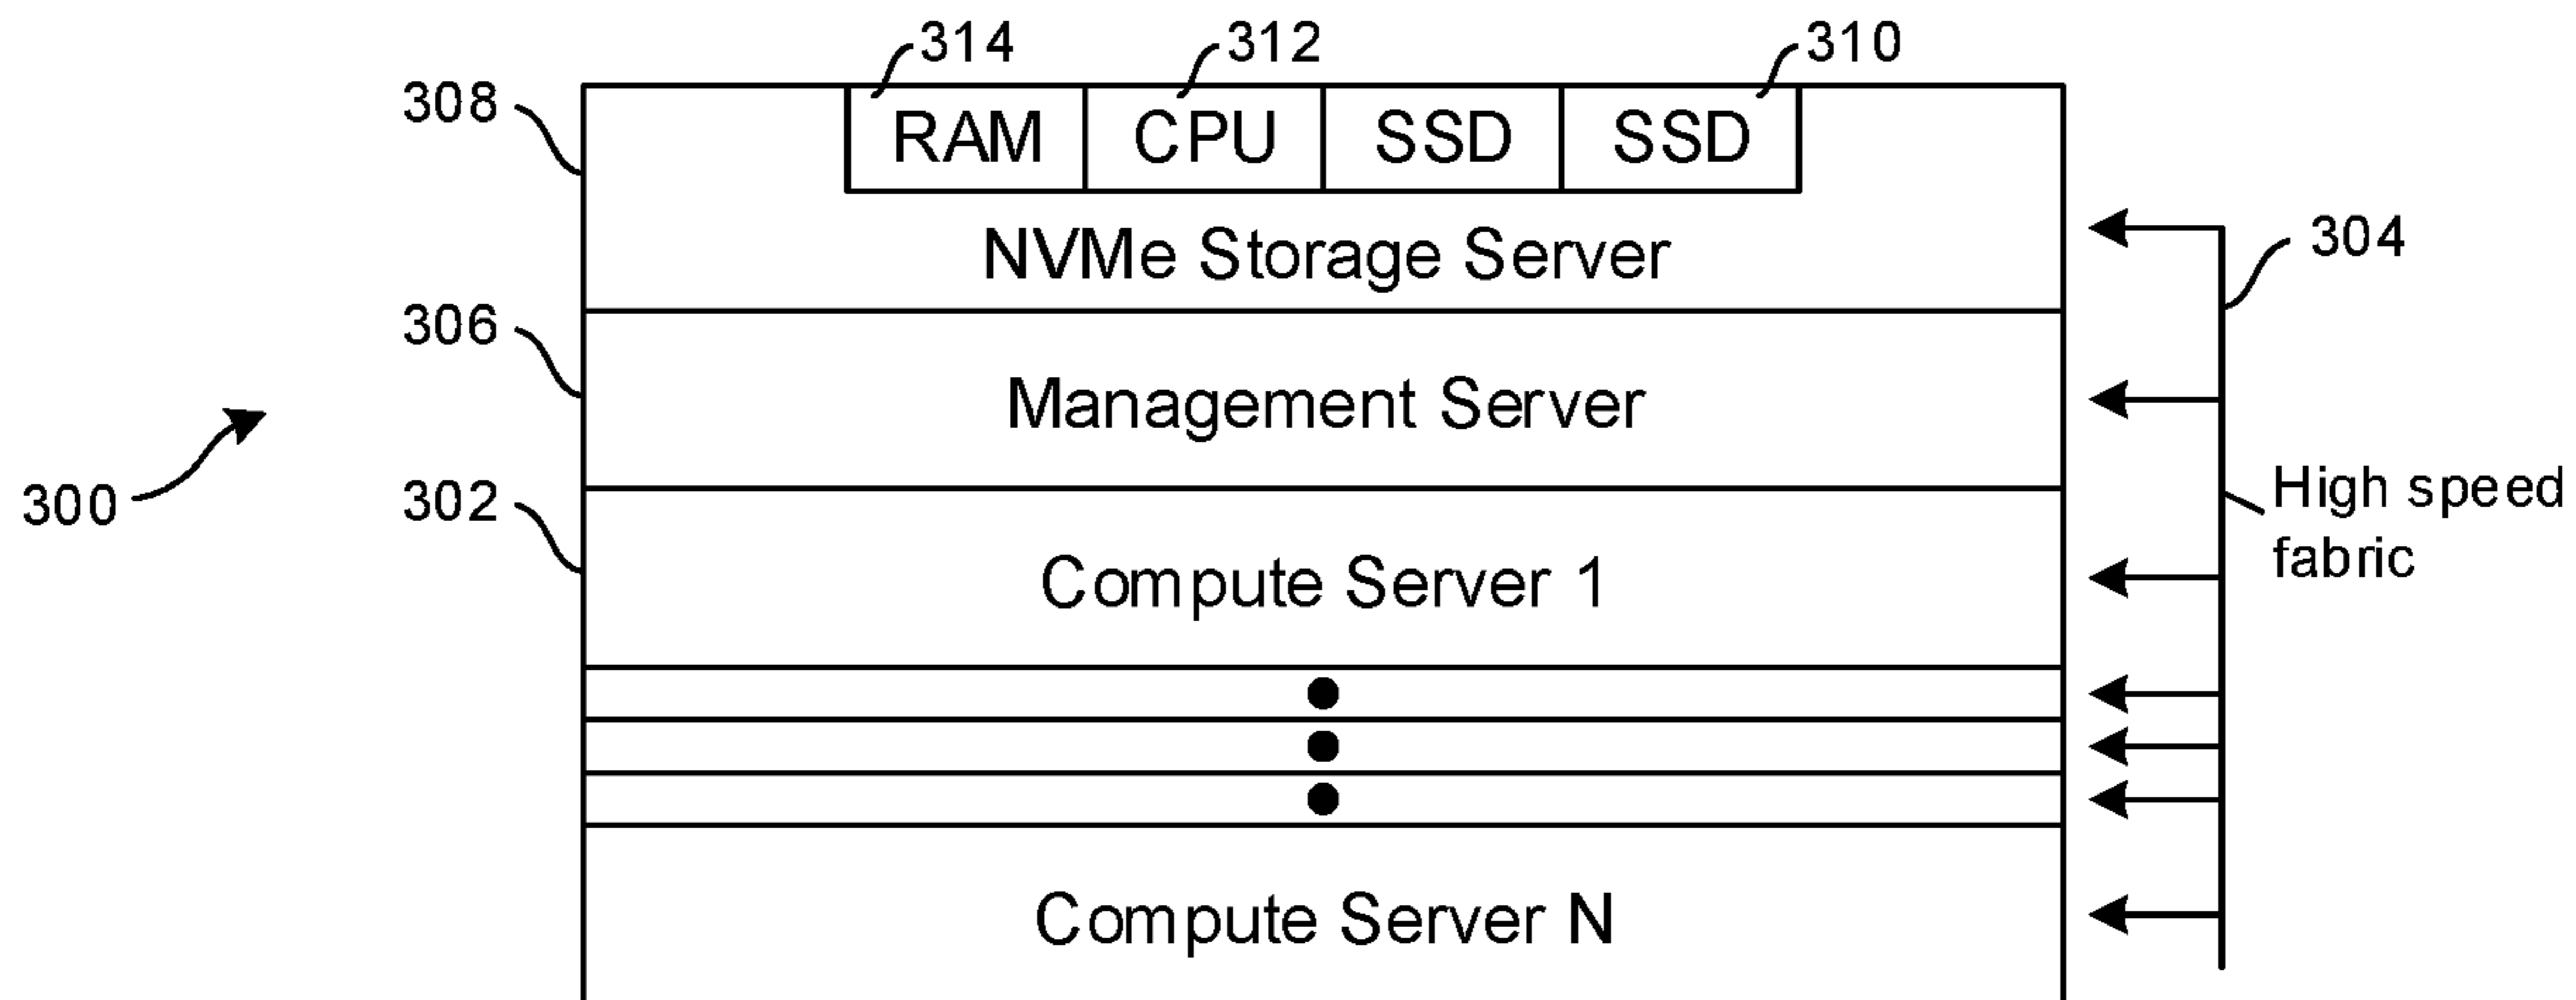 314
312
310
308
RAM
CPU
SSD
SSD
NVMe Storage Server
304
306
Management Server
300
302
High speed
fabric
Compute Server 1
Compute Server N